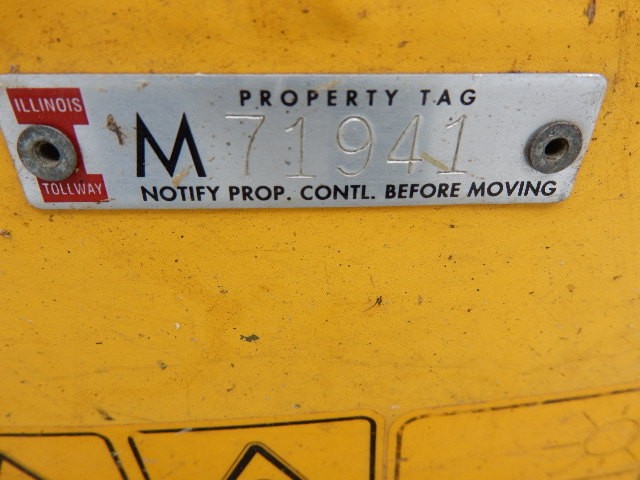 ILLINOIS
TOLLWAY
PROPERTY TAG
M 71941
NOTIFY PROP. CONTL. BEFORE MOVING